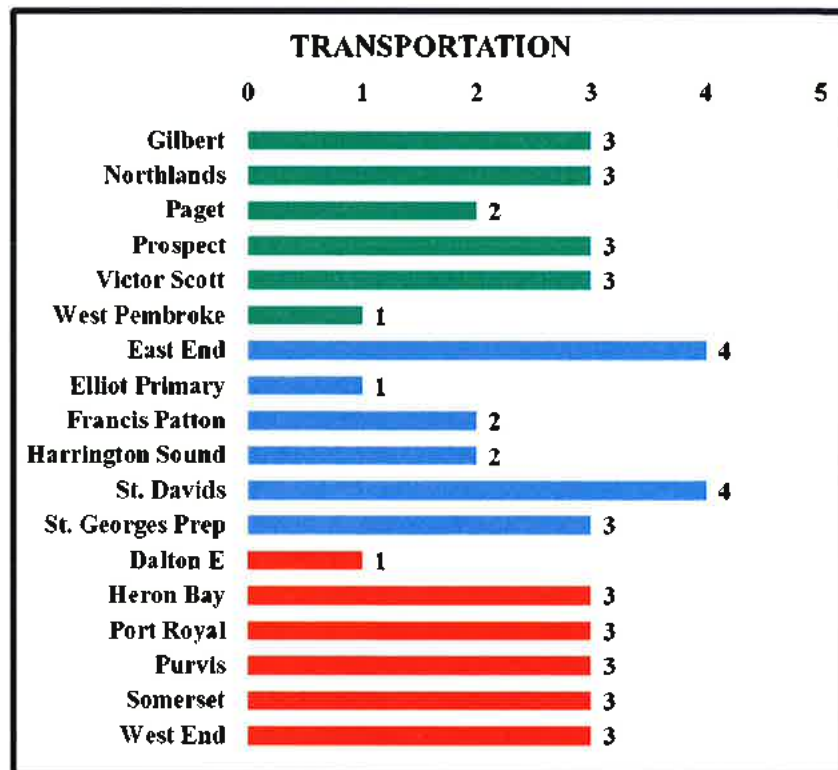 TRANSPORTATION
0 1 2 3 4 5
Gilbert 3
Northlands 3
Paget 2
Prospect 3
Victor Scott 3
West Pembroke 1
East End 4
Elliot Primary 1
Francis Patton 2
Harrington Sound 2
St. Davids 4
St. Georges Prep 3
Dalton E 1
Heron Bay 3
Port Royal 3
Purvis 3
Somerset 3
West End 3